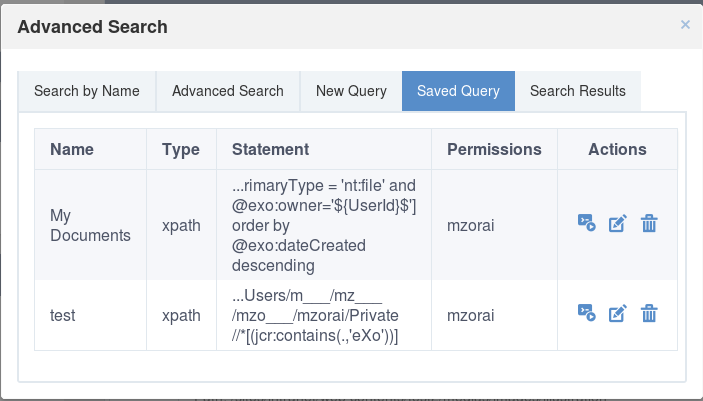 Advanced Search
×
Search by Name Advanced Search New Query Saved Query Search Results
Name Type Statement Permissions Actions
My
Documents
xpath
...rimaryType = 'nt:file' and
@exo:owner='${UserId}$']
order by
@exo:dateCreated
descending
mzorai
test
xpath
...Users/m___/mz___
/mzo___/mzorai/Private
//*[(jcr:contains(.,'eXo'))]
mzorai